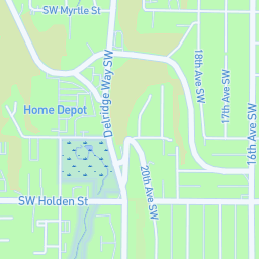 SW Myrtle St
Delridge Way SW
18th Ave SW
17th Ave SW
Home Depot
16th Ave SW
20th Ave SW
SW Holden St